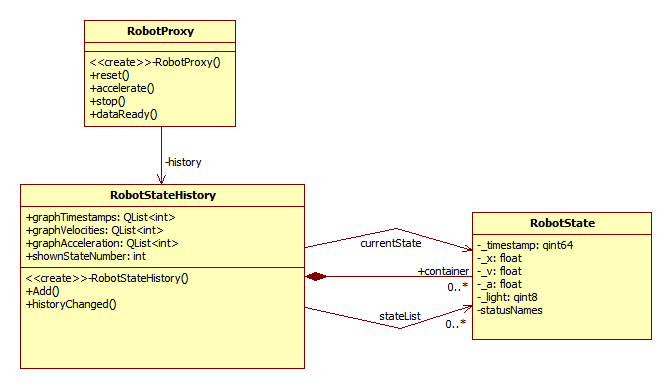 RobotProxy
<<create>>-RobotProxy()
+reset()
+accelerate()
+stop()
+dataReady()
-history
RobotStateHistory
+graphTimestamps: QList<int>
+graphVelocities: QList<int>
+graphAcceleration: QList<int>
+shownStateNumber: int
<<create>>-RobotStateHistory()
+Add()
+historyChanged()
currentState
+container
0..*
stateList
0..*
RobotState
-_timestamp: qint64
-_x: float
-_v: float
-_a: float
-_light: qint8
-statusNames